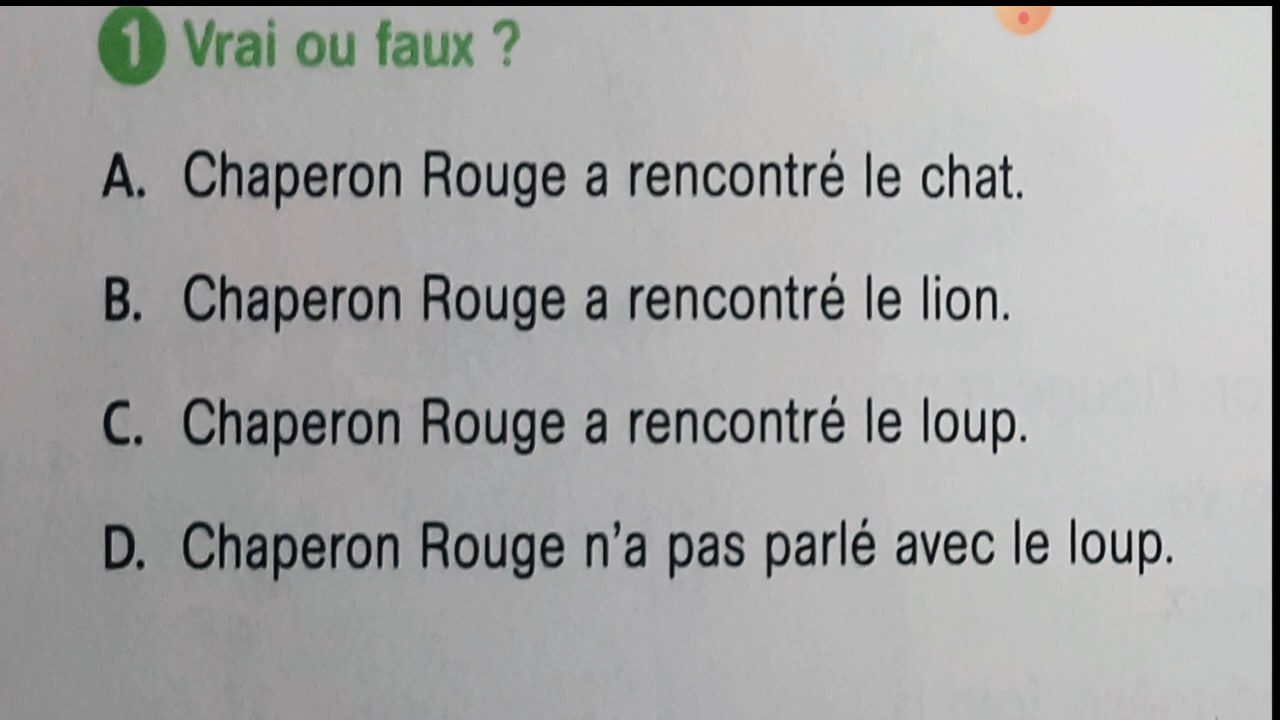 1 Vrai ou faux ?
A. Chaperon Rouge a rencontré le chat.
B. Chaperon Rouge a rencontré le lion.
C. Chaperon Rouge a rencontré le loup.
D. Chaperon Rouge n'a pas parlé avec le loup.